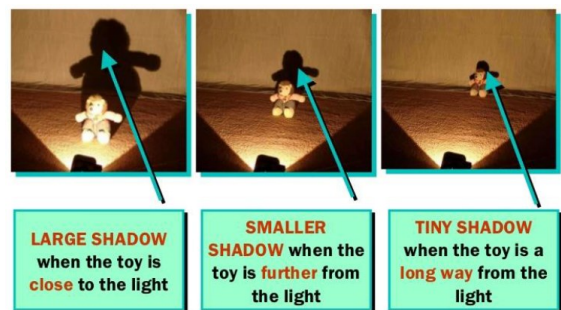 LARGE SHADOW
when the toy is
close to the light
SMALLER
SHADOW when the
toy is further from
the light
TINY SHADOW
when the toy is a
long way from the
light